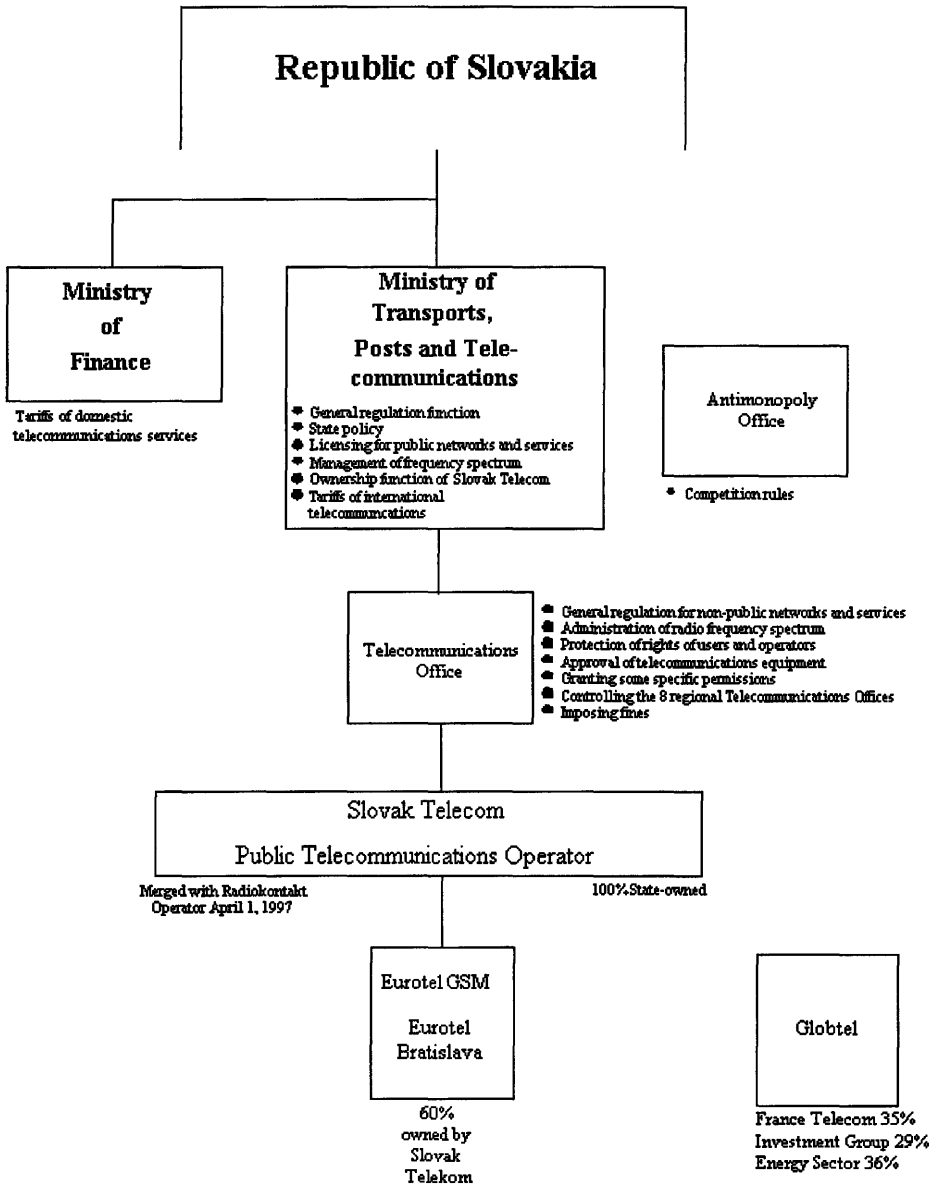 Republic of Slovakia
Ministry
of
Finance
Tariffs of domestic
telecommunications services
Ministry of
Transports,
Posts and Tele-
communications
General regulation function
State policy
Licensing for public networks and services
Management of frequency spectrum
Ownership function of Slovak Telecom
Tariffs of international
telecommuncations
Antimonopoly
Office
Competition rules
Telecommunications
Office
General regulation for non-public networks and services
Administration of radio frequency spectrum
Protection of rights of users and operators
Approval of telecommunications equipment
Granting some specific permissions
Controlling the 8 regional Telecommunications Offices
Imposing fines
Slovak Telecom
Public Telecommunications Operator
Merged with Radiokontakt
Operator April 1, 1997
100% State-owned
Eurotel GSM
Eurotel
Bratislava
60%
owned by
Slovak
Telekom
Globtel
France Telecom 35%
Investment Group 29%
Energy Sector 36%